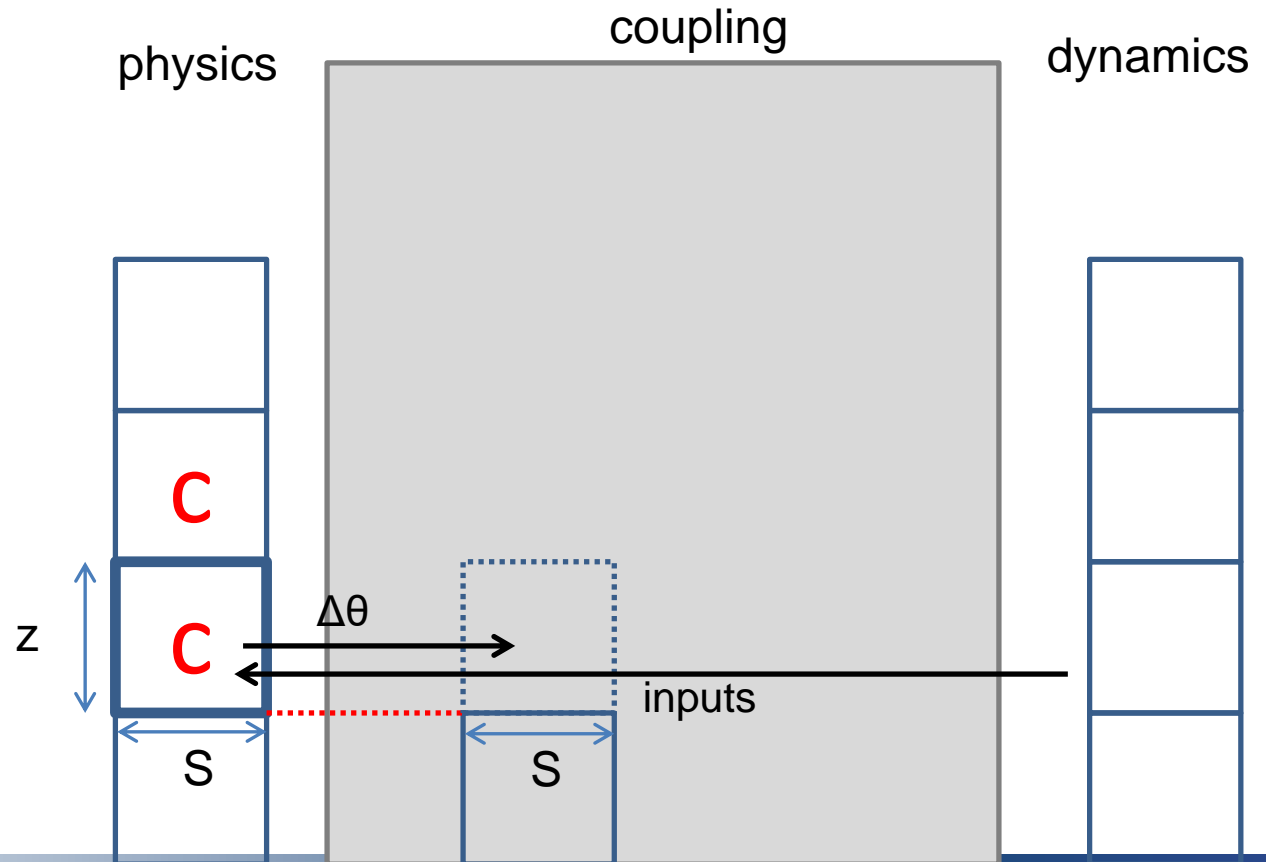 coupling
physics
dynamics
C
Δθ
z
C
inputs
S
S